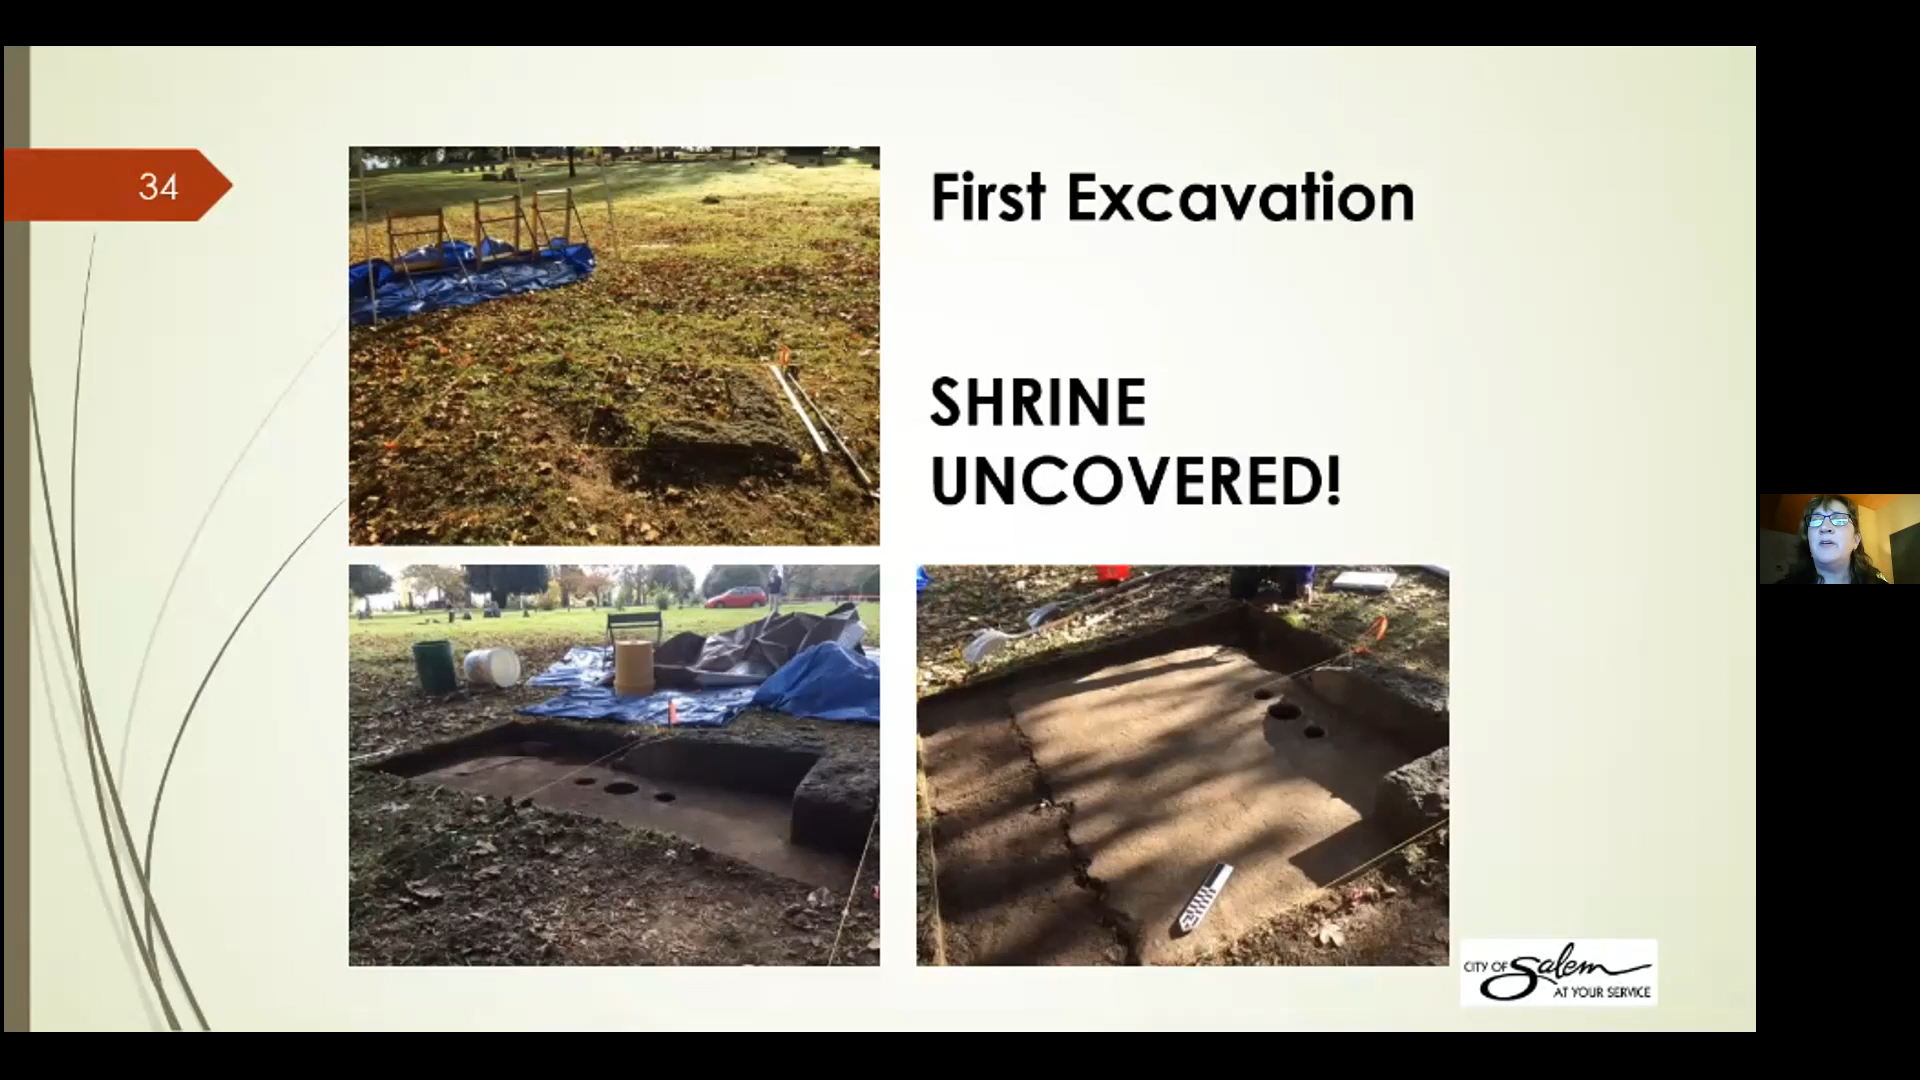 34
First Excavation
SHRINE
UNCOVERED!
CITY OF Salem
AT YOUR SERVICE